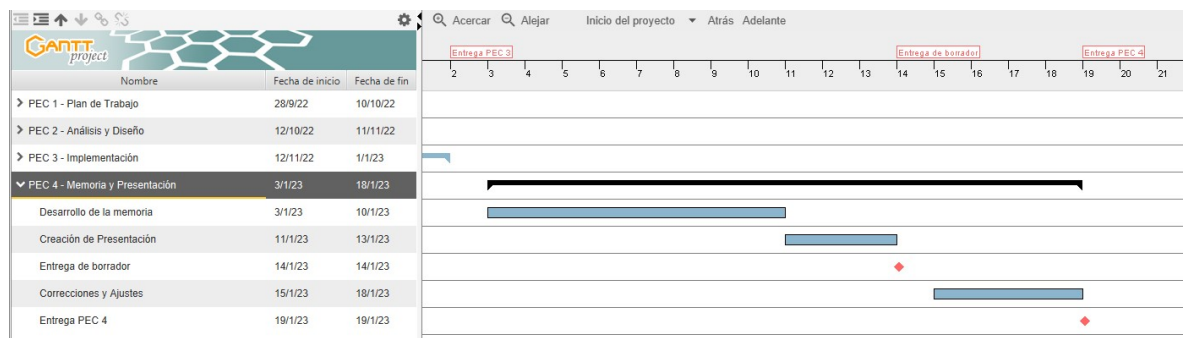 Acercar Alejar Inicio del proyecto Atrás Adelante
GANTT
project
Entrega PEC 3 Entrega de borrador Entrega PEC 4
2 3 4 5 6 7 8 9 10 11 12 13 14 15 16 17 18 19 20 21
Nombre Fecha de inicio Fecha de fin
PEC 1 - Plan de Trabajo 28/9/22 10/10/22
PEC 2 - Análisis y Diseño 12/10/22 11/11/22
PEC 3 - Implementación 12/11/22 1/1/23
PEC 4 - Memoria y Presentación 3/1/23 18/1/23
Desarrollo de la memoria 3/1/23 10/1/23
Creación de Presentación 11/1/23 13/1/23
Entrega de borrador 14/1/23 14/1/23
Correcciones y Ajustes 15/1/23 18/1/23
Entrega PEC 4 19/1/23 19/1/23